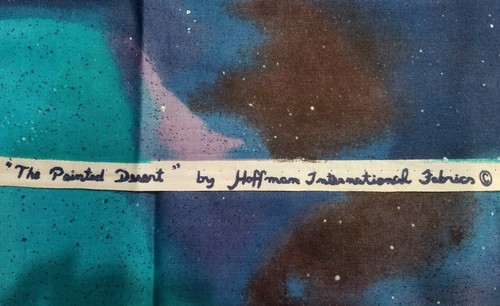 "The Painted Desert" by Hoffman International Fabrics ©